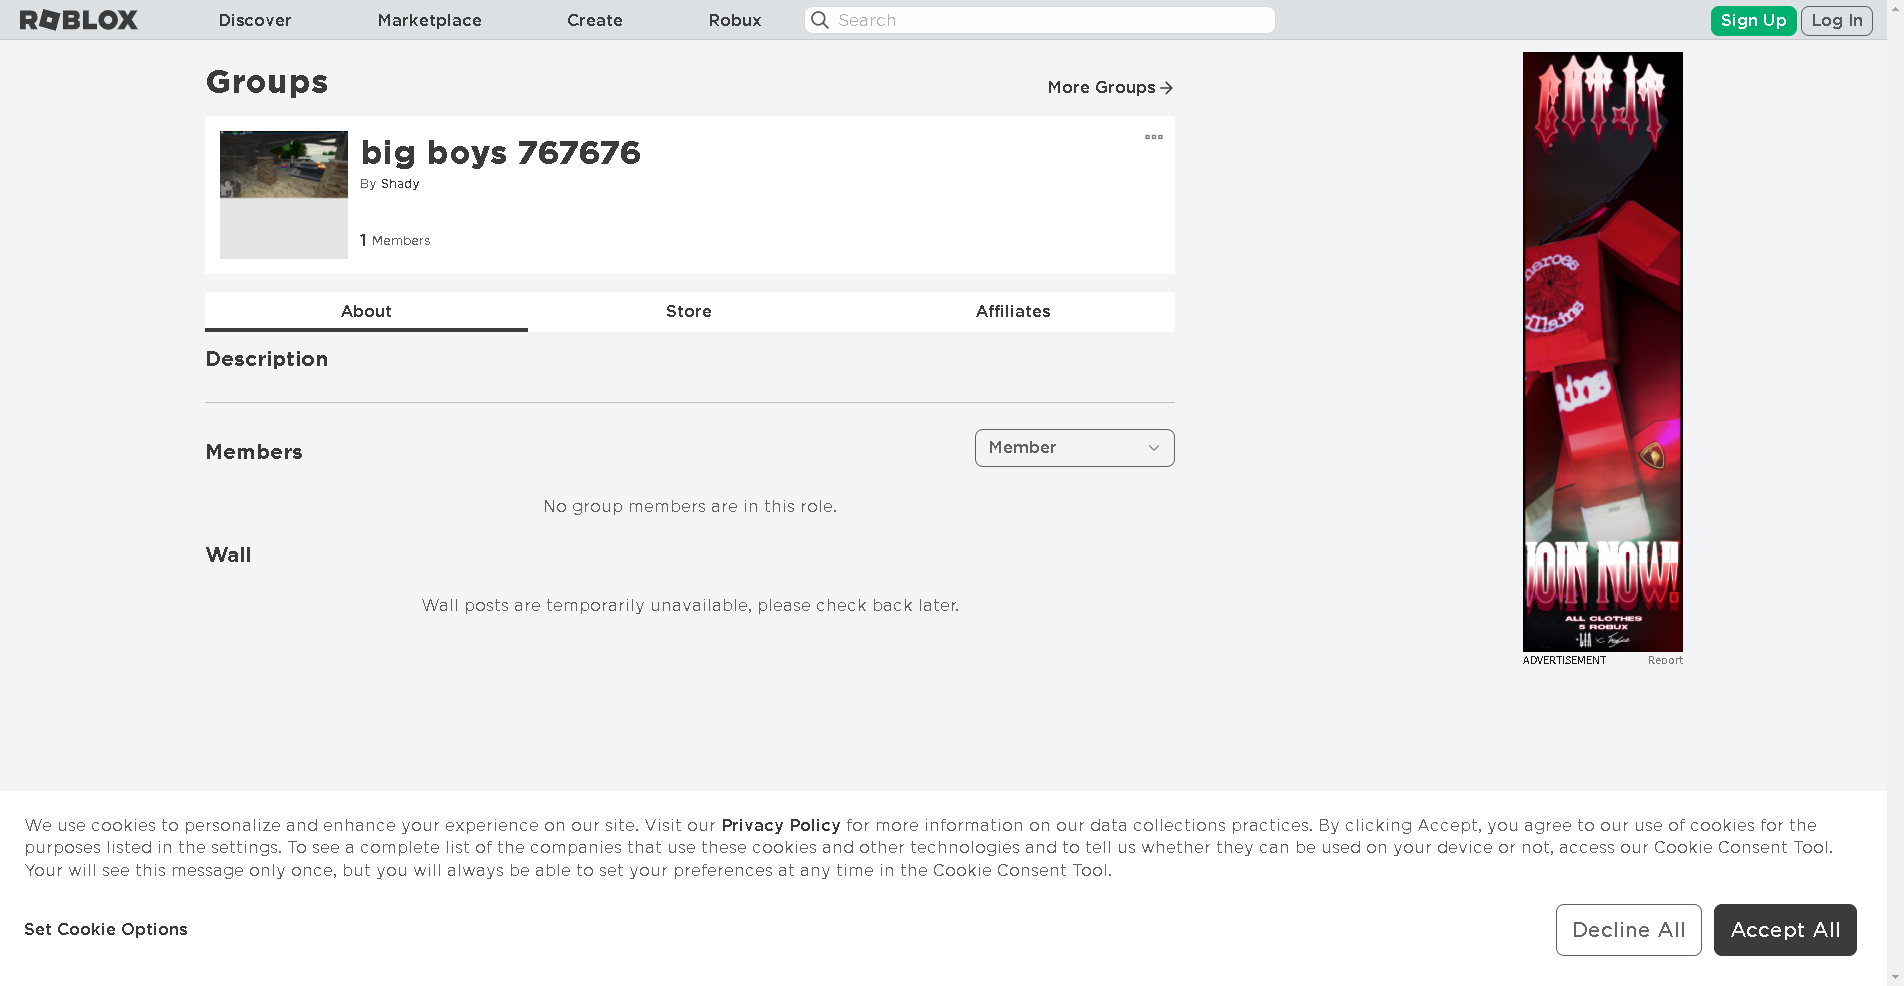 ROBLOX
Discover
Marketplace
Create
Robux
Search
Sign Up
Log In
Groups
More Groups
big boys 767676
By Shady
1 Members
About
Store
Affiliates
Description
Members
Member
No group members are in this role.
Wall
Wall posts are temporarily unavailable, please check back later.
heroes
villains
JOIN NOW!
ALL CLOTHES
5 ROBUX
ADVERTISEMENT
Report
We use cookies to personalize and enhance your experience on our site. Visit our Privacy Policy for more information on our data collections practices. By clicking Accept, you agree to our use of cookies for the
purposes listed in the settings. To see a complete list of the companies that use these cookies and other technologies and to tell us whether they can be used on your device or not, access our Cookie Consent Tool.
Your will see this message only once, but you will always be able to set your preferences at any time in the Cookie Consent Tool.
Set Cookie Options
Decline All
Accept All